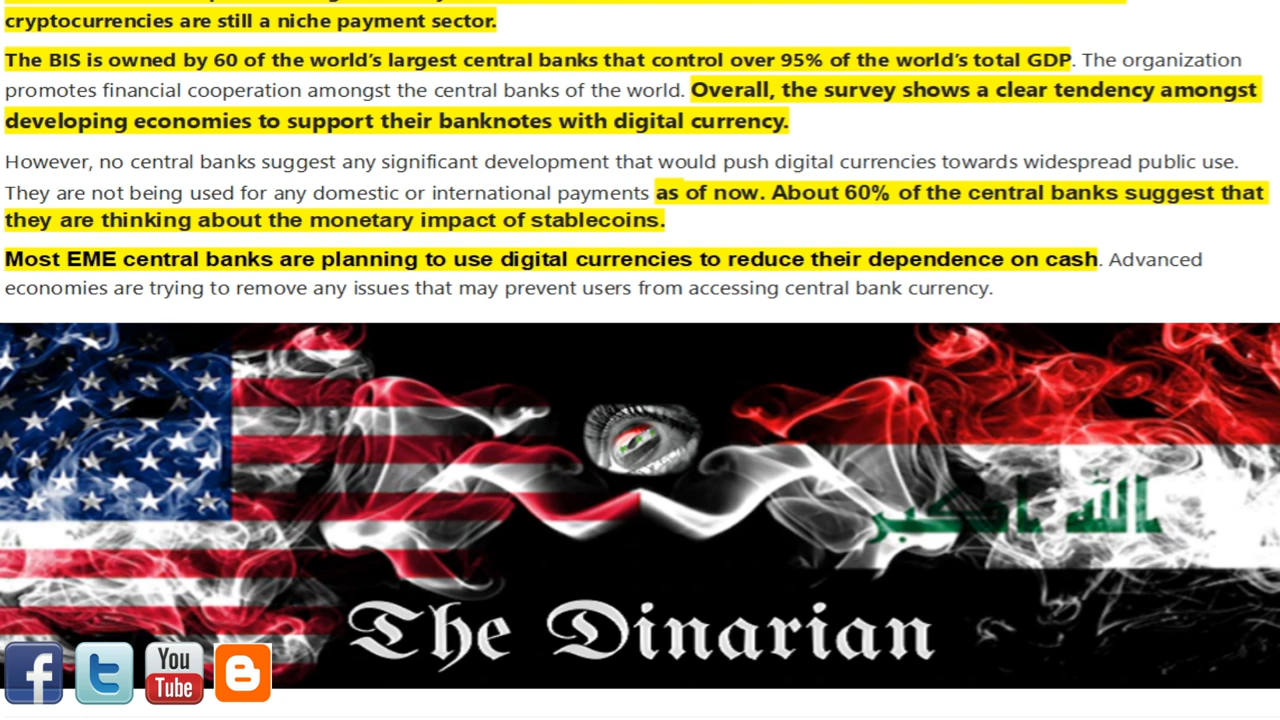 cryptocurrencies are still a niche payment sector.
The BIS is owned by 60 of the world’s largest central banks that control over 95% of the world’s total GDP. The organization
promotes financial cooperation amongst the central banks of the world. Overall, the survey shows a clear tendency amongst
developing economies to support their banknotes with digital currency.
However, no central banks suggest any significant development that would push digital currencies towards widespread public use.
They are not being used for any domestic or international payments as of now. About 60% of the central banks suggest that
they are thinking about the monetary impact of stablecoins.
Most EME central banks are planning to use digital currencies to reduce their dependence on cash. Advanced
economies are trying to remove any issues that may prevent users from accessing central bank currency.
الله اكبر
The Dinarian
You
Tube